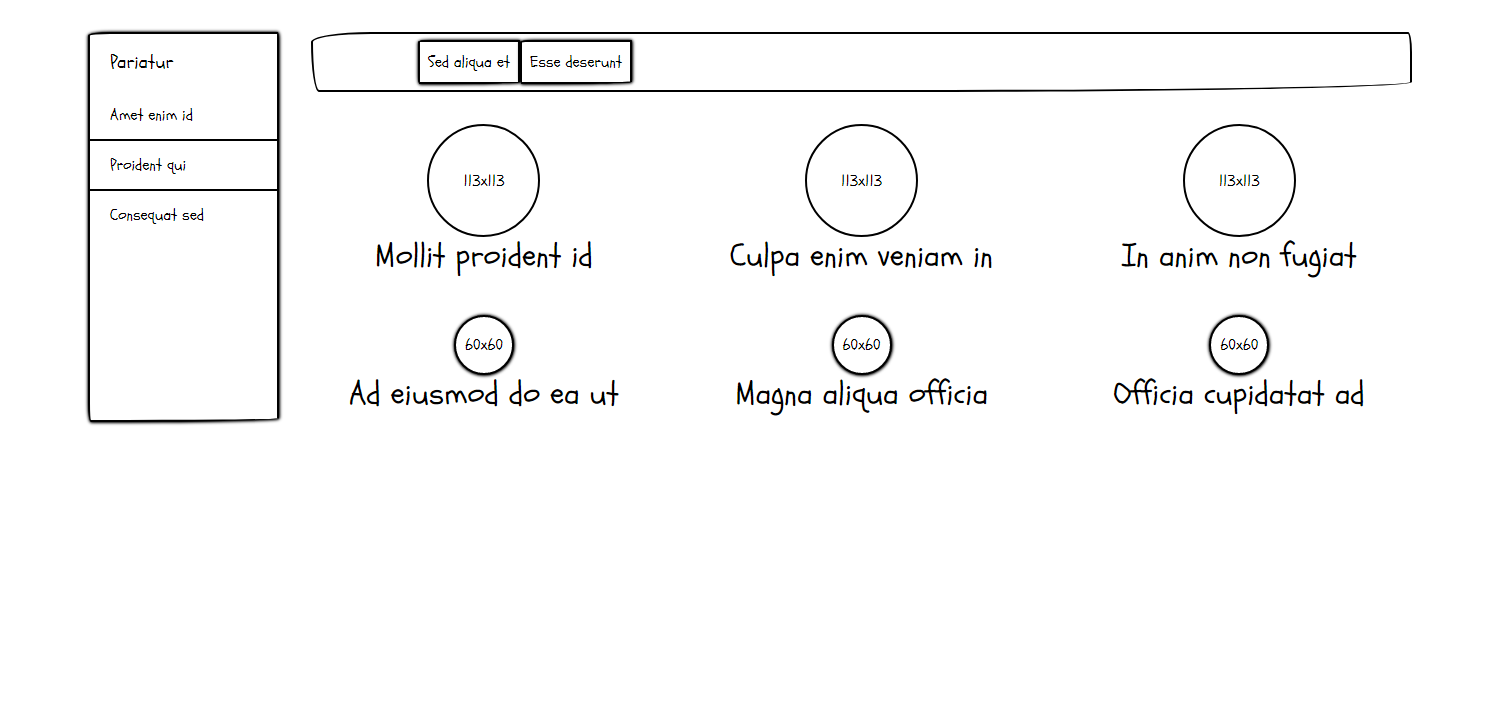 Pariatur
Amet enim id
Proident qui
Consequat sed
Sed aliqua et
Esse deserunt
113x113
113x113
113x113
Mollit proident id
Culpa enim veniam in
In anim non fugiat
60x60
60x60
60x60
Ad eiusmod do ea ut
Magna aliqua officia
Officia cupidatat ad